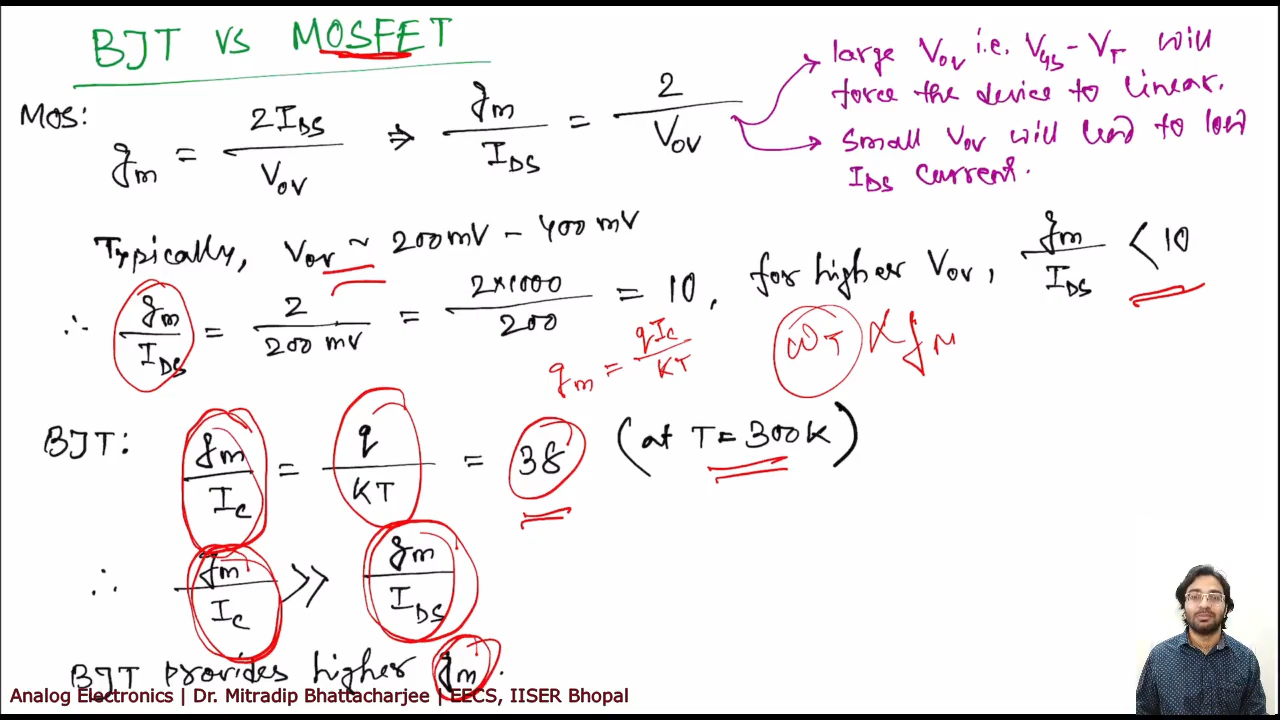 BJT vs MOSFET
large Vov i.e. Vgs - VT will
force the device to linear.
small Vov will lead to low
IDS current.
MOS: gm = 2IDS / Vov ⇒ gm / IDS = 2 / Vov
Typically, Vov ~ 200mV - 400mV
∴ gm / IDS = 2 / 200 mV = 2×1000 / 200 = 10, for higher Vov, gm / IDS < 10
gm = qIc / KT
ωT ∝ gm
BJT: gm / Ic = q / KT = 38 (at T = 300K)
∴ gm / Ic >> gm / IDS
BJT provides higher gm.
Analog Electronics | Dr. Mitradip Bhattacharjee | EECS, IISER Bhopal